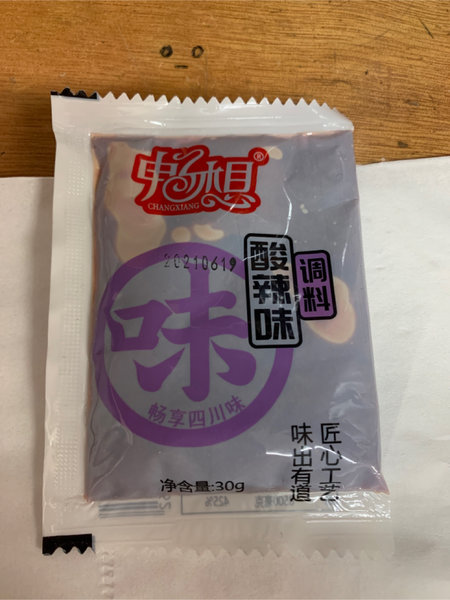 畅想®
CHANGXIANG
20210619
酸辣味
调料
味
畅享四川味
匠心工艺
味出有道
净含量:30g
425%